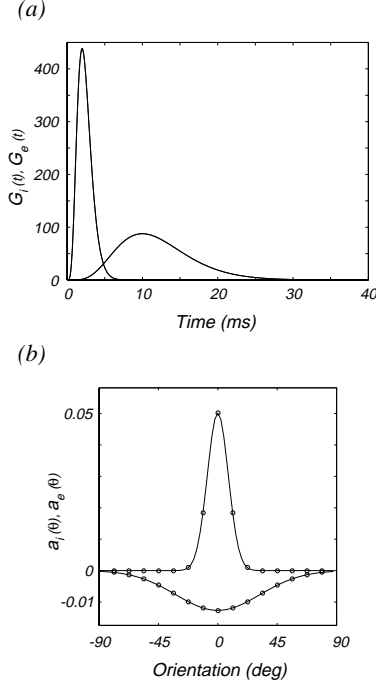 (a)
400
300
200
100
0
G_i (t), G_e (t)
0 10 20 30 40
Time (ms)
(b)
0.05
0
-0.01
a_i (θ), a_e (θ)
-90 -45 0 45 90
Orientation (deg)